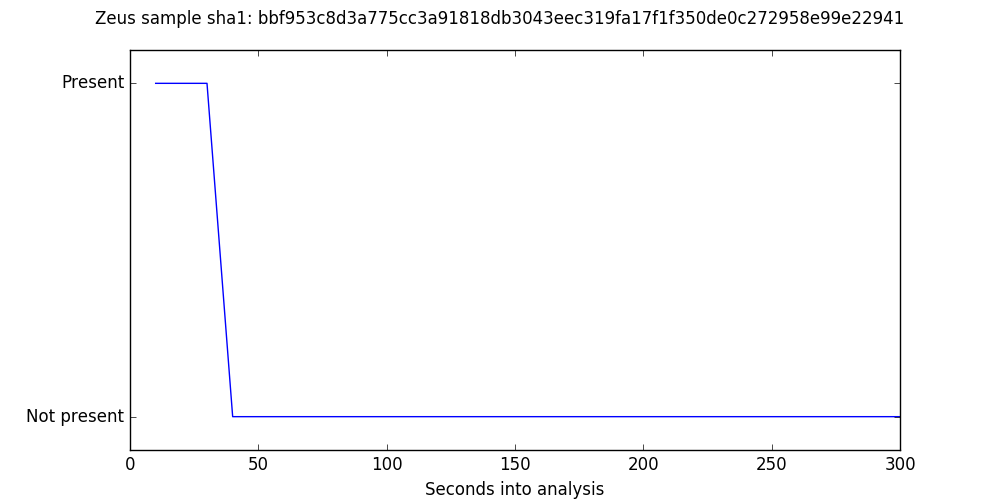 Zeus sample sha1: bbf953c8d3a775cc3a91818db3043eec319fa17f1f350de0c272958e99e22941
Present
Not present
0 50 100 150 200 250 300
Seconds into analysis